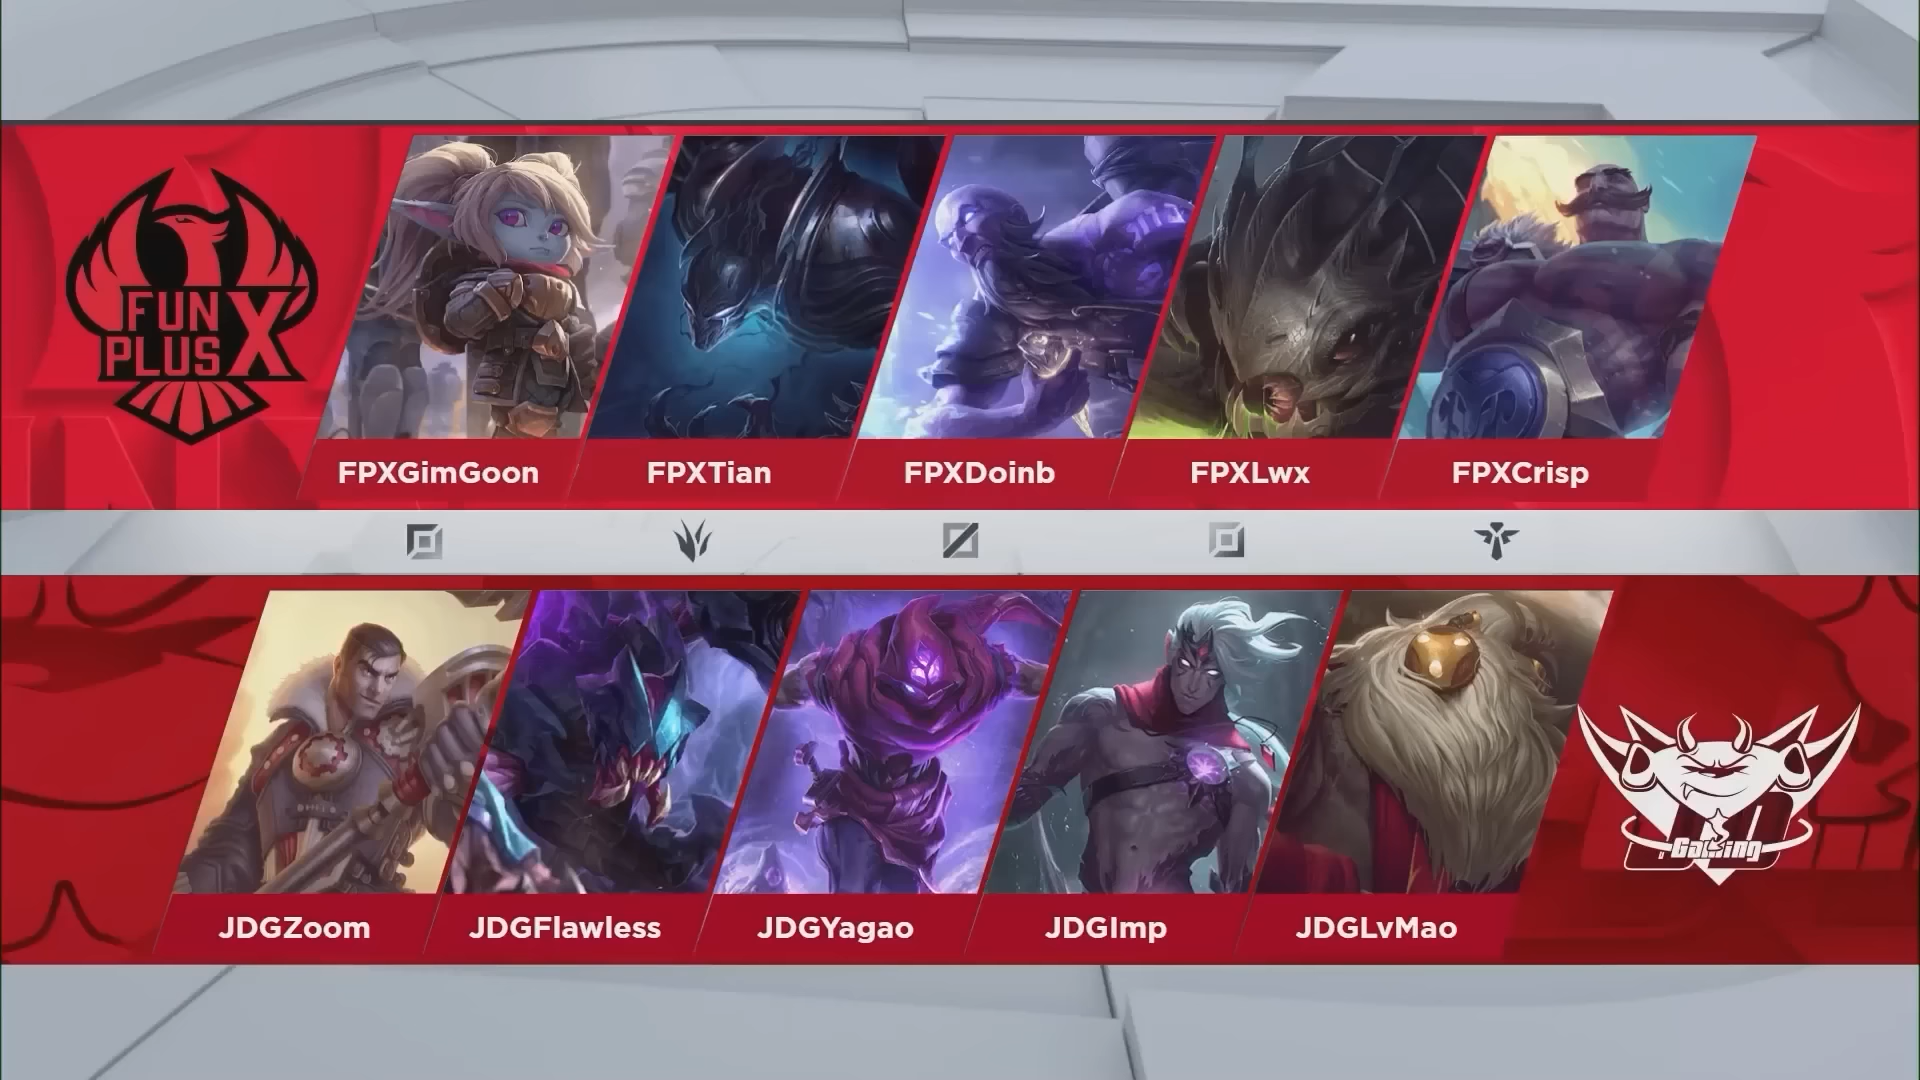 FUN
PLUS X
FPXGimGoon
FPXTian
FPXDoinb
FPXLwx
FPXCrisp
JDGZoom
JDGFlawless
JDGYagao
JDGImp
JDGLvMao
Gaming